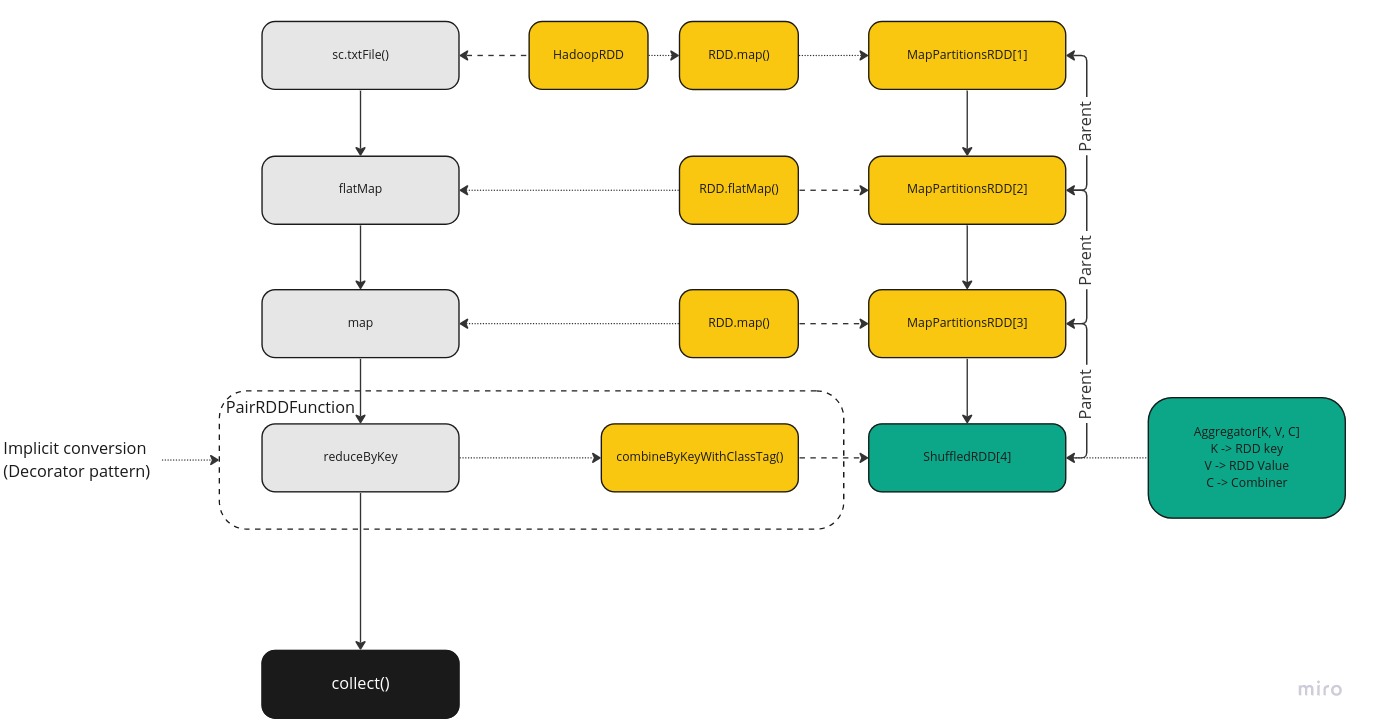 sc.txtFile()
HadoopRDD
RDD.map()
MapPartitionsRDD[1]
Parent
flatMap
RDD.flatMap()
MapPartitionsRDD[2]
Parent
map
RDD.map()
MapPartitionsRDD[3]
Parent
PairRDDFunction
Implicit conversion
(Decorator pattern)
reduceByKey
combineByKeyWithClassTag()
ShuffledRDD[4]
Aggregator[K, V, C]
K -> RDD key
V -> RDD Value
C -> Combiner
collect()
miro